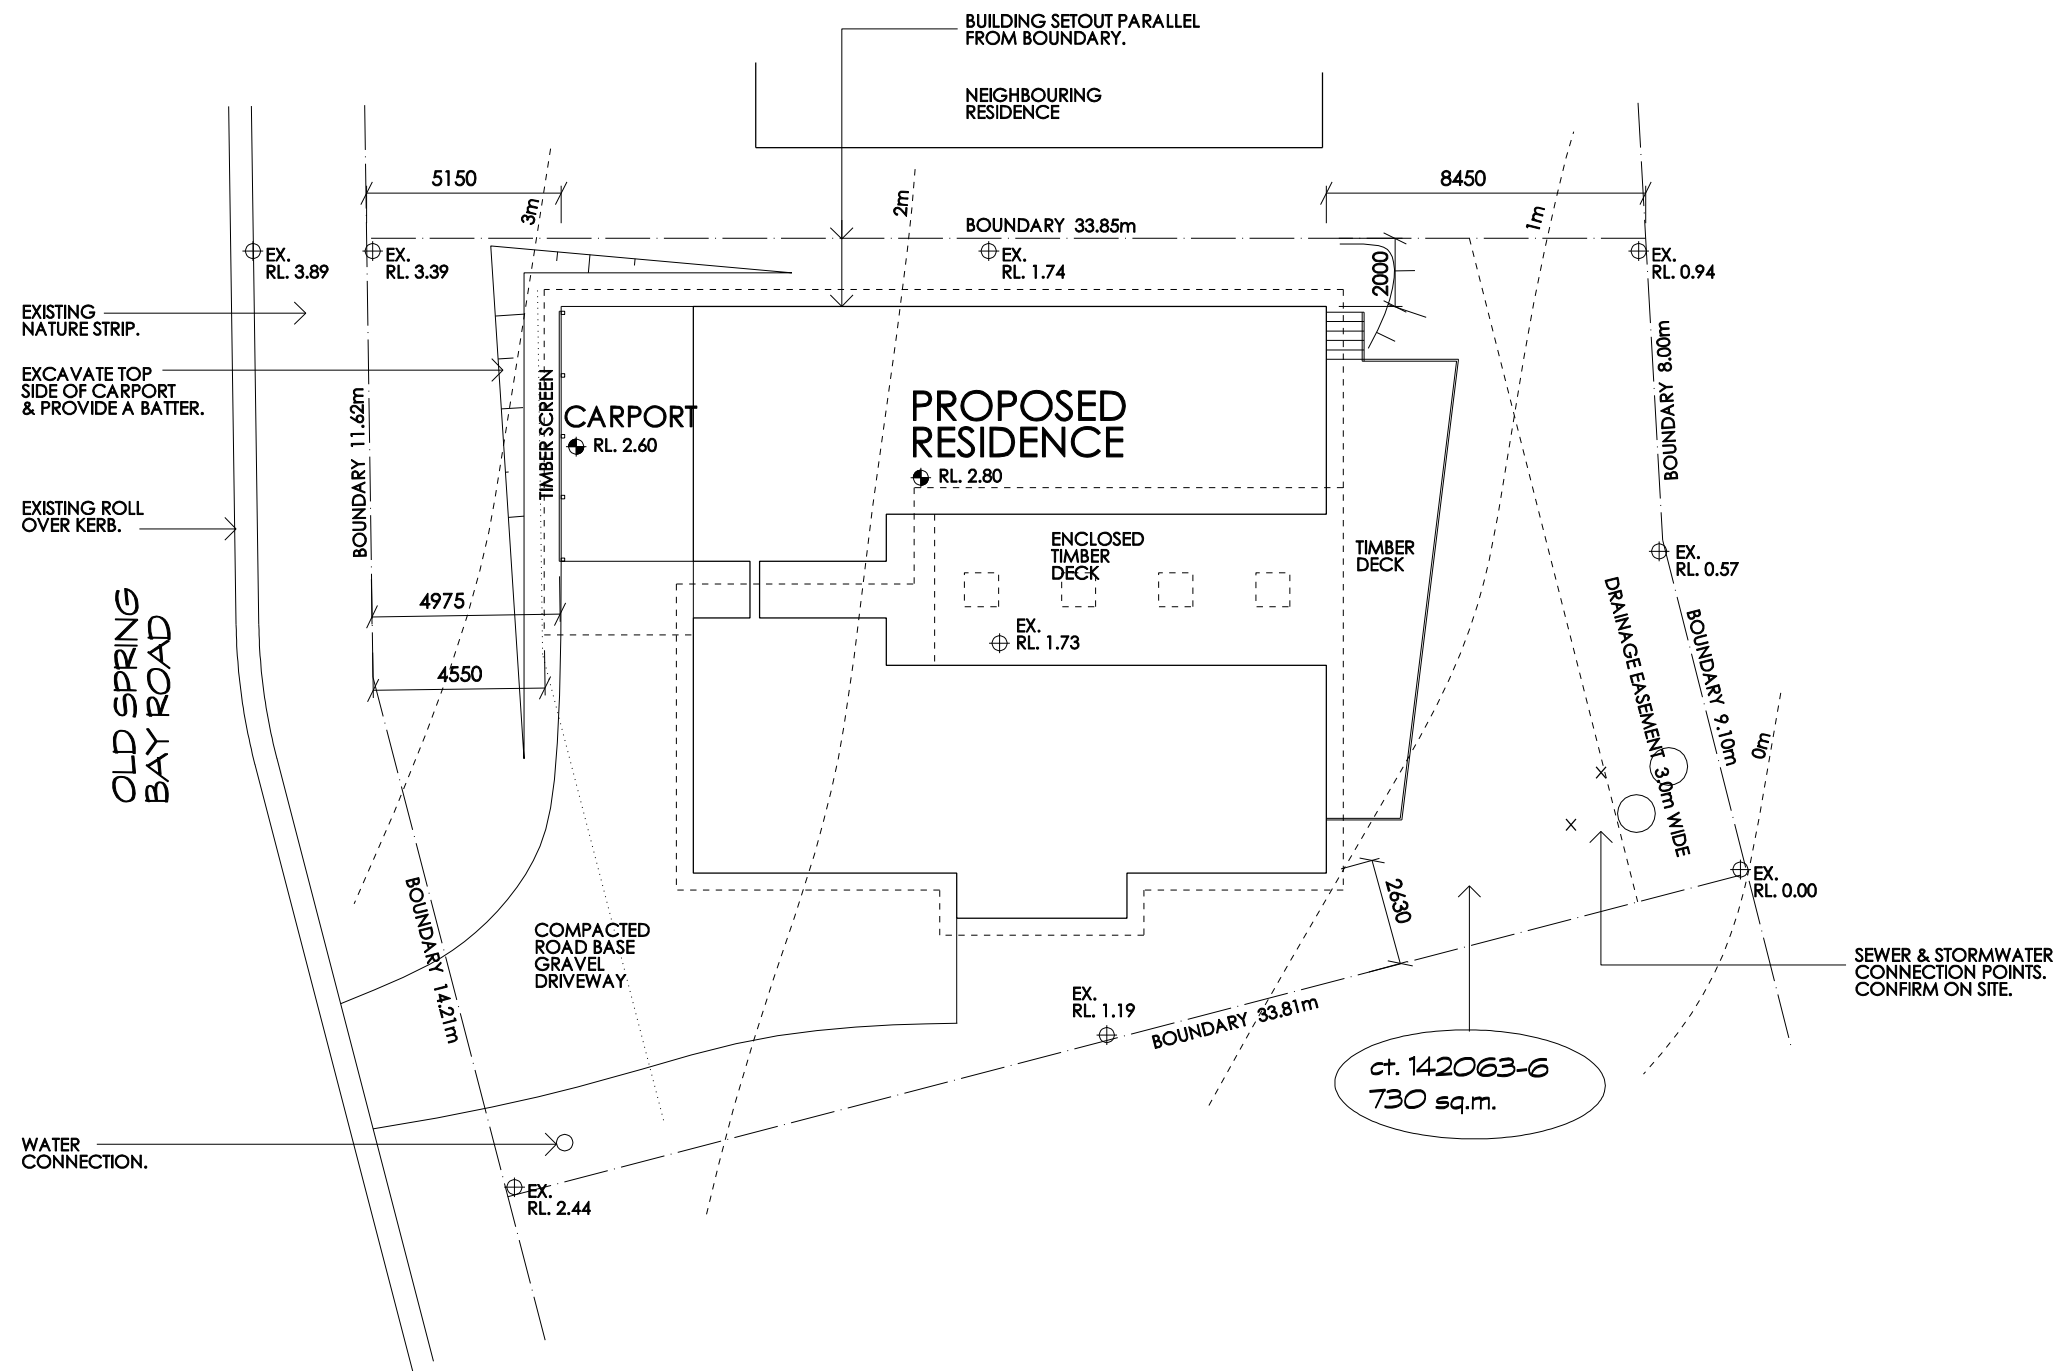 BUILDING SETOUT PARALLEL
FROM BOUNDARY.
NEIGHBOURING
RESIDENCE
5150
8450
3m
2m
1m
BOUNDARY 33.85m
EX.
RL. 3.89
EX.
RL. 3.39
EX.
RL. 1.74
2000
EX.
RL. 0.94
EXISTING
NATURE STRIP.
EXCAVATE TOP
SIDE OF CARPORT
& PROVIDE A BATTER.
BOUNDARY 11.62m
TIMBER SCREEN
CARPORT
RL. 2.60
PROPOSED
RESIDENCE
RL. 2.80
BOUNDARY 8.00m
EXISTING ROLL
OVER KERB.
ENCLOSED
TIMBER
DECK
TIMBER
DECK
EX.
RL. 0.57
OLD SPRING
BAY ROAD
4975
4550
EX.
RL. 1.73
DRAINAGE EASEMENT 3.0m WIDE
BOUNDARY 9.10m
0m
EX.
RL. 0.00
2630
BOUNDARY 14.21m
COMPACTED
ROAD BASE
GRAVEL
DRIVEWAY
SEWER & STORMWATER
CONNECTION POINTS.
CONFIRM ON SITE.
EX.
RL. 1.19
BOUNDARY 33.81m
ct. 142063-6
730 sq.m.
WATER
CONNECTION.
EX.
RL. 2.44